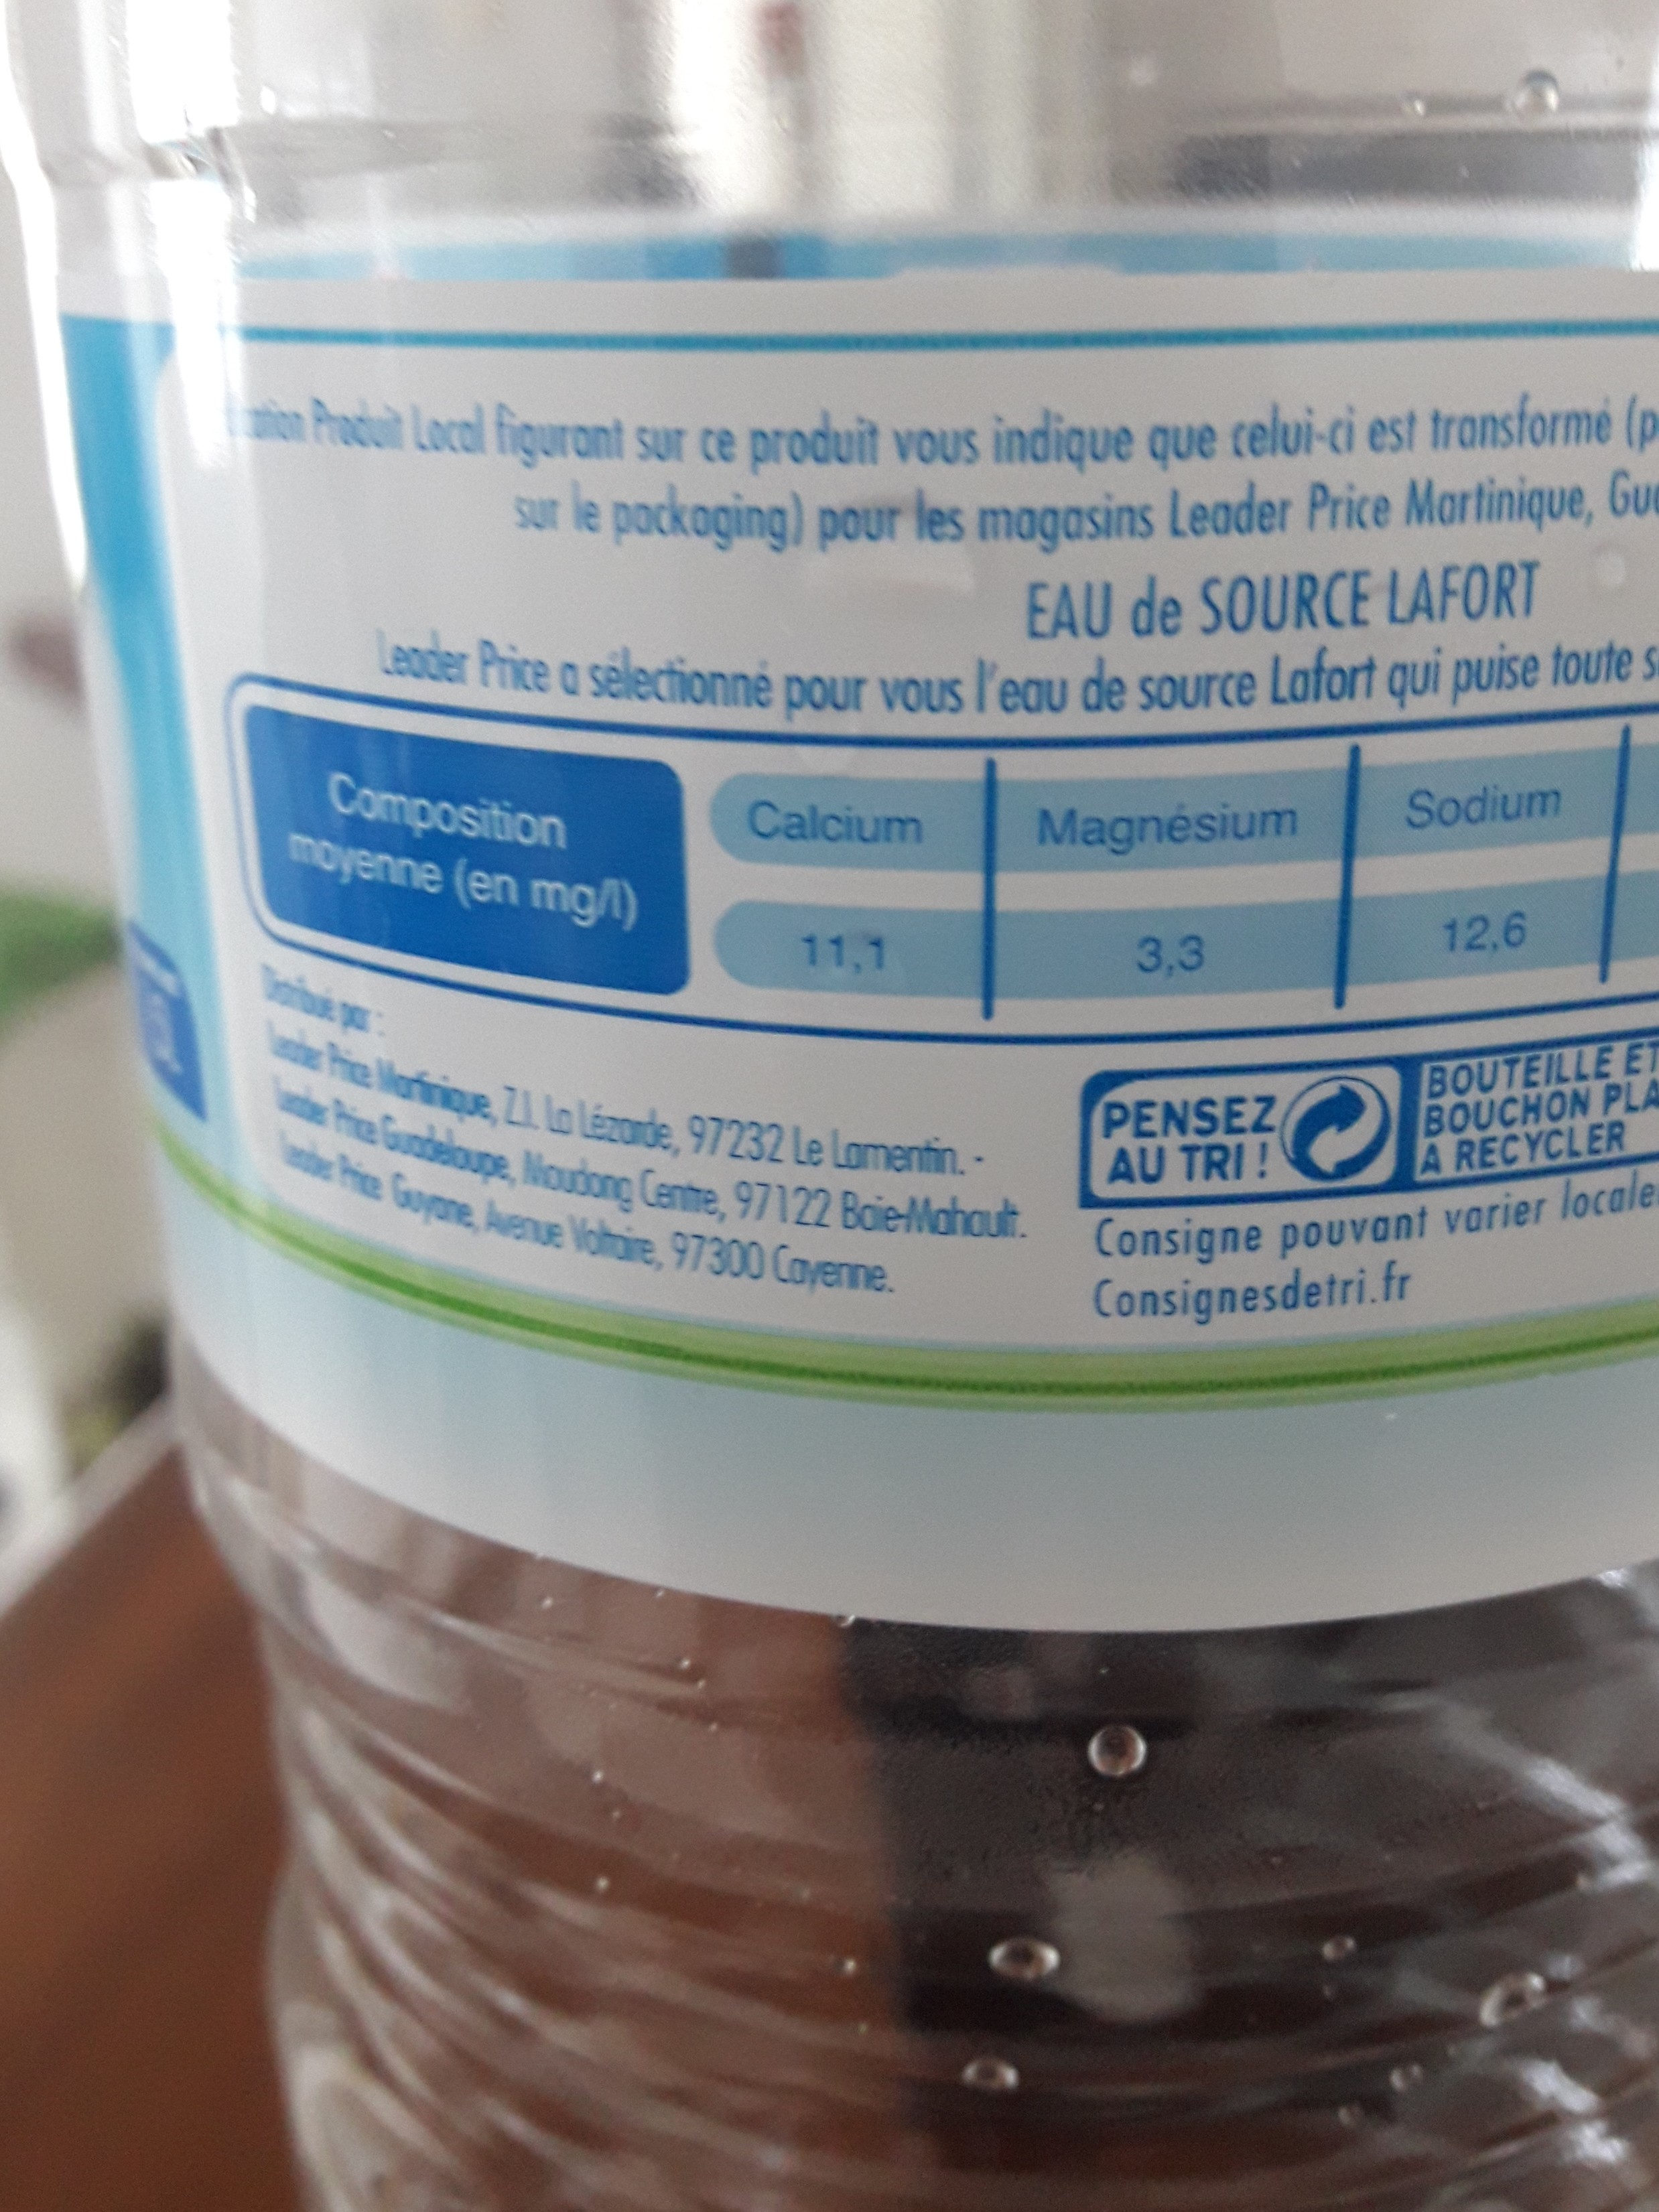 Produit Local figurant sur ce produit vous indique que celui-ci est transformé (p
sur le packaging) pour les magasins Leader Price Martinique, Gu
EAU de SOURCE LAFORT
Leader Price a sélectionné pour vous l'eau de source Lafort qui puise toute s
Composition moyenne (en mg/l)
Calcium Magnésium Sodium
11,1 3,3 12,6
Distribué par :
Leader Price Martinique, Z.I. La Lézarde, 97232 Le Lamentin. -
Leader Price Guadeloupe, Moudong Centre, 97122 Baie-Mahault.
Leader Price Guyane, Avenue Voltaire, 97300 Cayenne.
PENSEZ
AU TRI !
BOUTEILLE ET
BOUCHON PLA
A RECYCLER
Consigne pouvant varier locale
Consignesdetri.fr